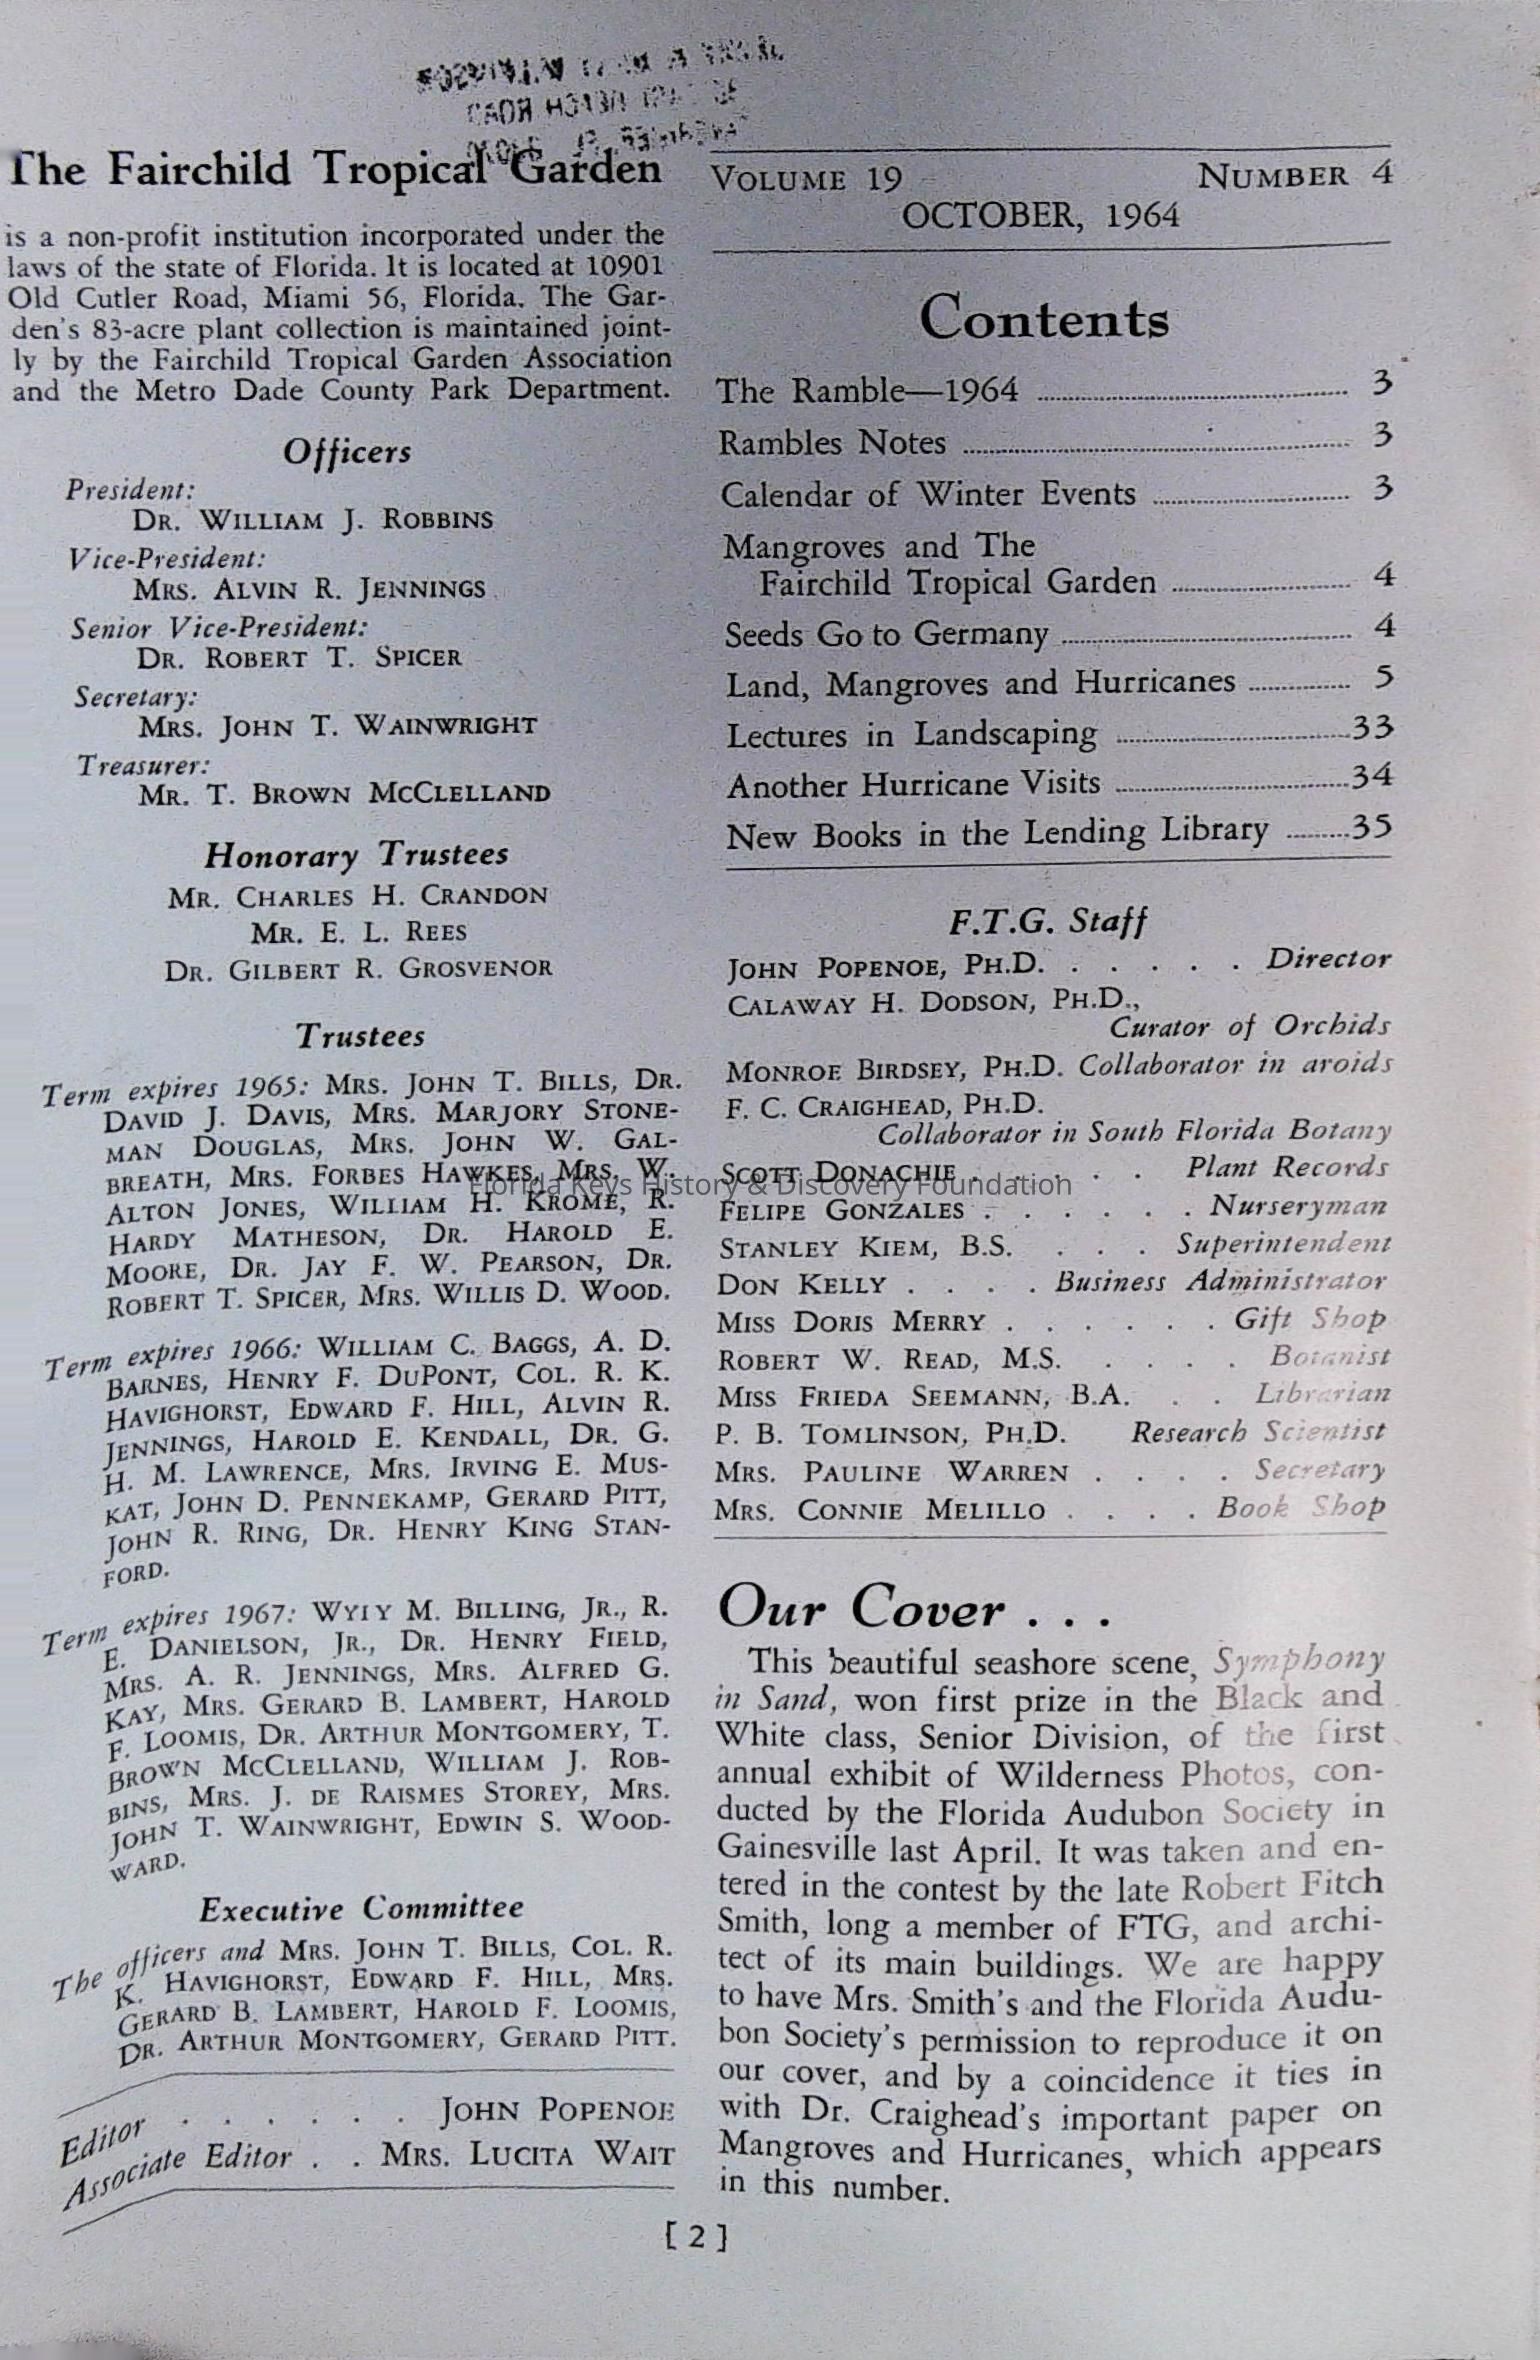 The Fairchild Tropical Garden
is a non-profit institution incorporated under the
laws of the state of Florida. It is located at 10901
Old Cutler Road, Miami 56, Florida. The Gar-
den's 83-acre plant collection is maintained joint-
ly by the Fairchild Tropical Garden Association
and the Metro Dade County Park Department.
Officers
President:
DR. WILLIAM J. ROBBINS
Vice-President:
MRS. ALVIN R. JENNINGS
Senior Vice-President:
DR. ROBERT T. SPICER
Secretary:
MRS. JOHN T. WAINWRIGHT
Treasurer:
MR. T. BROWN MCCLELLAND
Honorary Trustees
MR. CHARLES H. CRANDON
MR. E. L. REES
DR. GILBERT R. GROSVENOR
Trustees
Term expires 1965: MRS. JOHN T. BILLS, DR.
DAVID J. DAVIS, MRS. MARJORY STONE-
MAN DOUGLAS, MRS. JOHN W. GAL-
BREATH, MRS. FORBES HAWKES, MRS. W.
ALTON JONES, WILLIAM H. KROME, R.
HARDY MATHESON, DR. HAROLD E.
MOORE, DR. JAY F. W. PEARSON, DR.
ROBERT T. SPICER, MRS. WILLIS D. WOOD.
Term expires 1966: WILLIAM C. BAGGS, A. D.
BARNES, HENRY F. DUPONT, COL. R. K.
HAVIGHORST, EDWARD F. HILL, ALVIN R.
JENNINGS, HAROLD E. KENDALL, DR. G.
H. M. LAWRENCE, MRS. IRVING E. MUS-
KAT, JOHN D. PENNEKAMP, GERARD PITT,
JOHN R. RING, DR. HENRY KING STAN-
FORD.
Term expires 1967: WYIY M. BILLING, JR., R.
E. DANIELSON, JR., DR. HENRY FIELD,
MRS. A. R. JENNINGS, MRS. ALFRED G.
KAY, MRS. GERARD B. LAMBERT, HAROLD
F. LOOMIS, DR. ARTHUR MONTGOMERY, T.
BROWN MCCLELLAND, WILLIAM J. ROB-
BINS, MRS. J. DE RAISMES STOREY, MRS.
JOHN T. WAINWRIGHT, EDWIN S. WOOD-
WARD.
Executive Committee
The officers and MRS. JOHN T. BILLS, COL. R.
K. HAVIGHORST, EDWARD F. HILL, MRS.
GERARD B. LAMBERT, HAROLD F. LOOMIS,
DR. ARTHUR MONTGOMERY, GERARD PITT.
Editor . . . . . . JOHN POPENOE
Associate Editor . . MRS. LUCITA WAIT
VOLUME 19 NUMBER 4
OCTOBER, 1964
Contents
The Ramble—1964 ........ 3
Rambles Notes ........ 3
Calendar of Winter Events ........ 3
Mangroves and The
Fairchild Tropical Garden ........ 4
Seeds Go to Germany ........ 4
Land, Mangroves and Hurricanes ........ 5
Lectures in Landscaping ........33
Another Hurricane Visits ........34
New Books in the Lending Library ........35
F.T.G. Staff
JOHN POPENOE, PH.D. . . . . . Director
CALAWAY H. DODSON, PH.D.,
Curator of Orchids
MONROE BIRDSEY, PH.D. Collaborator in aroids
F. C. CRAIGHEAD, PH.D.
Collaborator in South Florida Botany
SCOTT DONACHIE . . . . . Plant Records
FELIPE GONZALES . . . . . . Nurseryman
STANLEY KIEM, B.S. . . . Superintendent
DON KELLY . . . . Business Administrator
MISS DORIS MERRY . . . . . . Gift Shop
ROBERT W. READ, M.S. . . . . Botanist
MISS FRIEDA SEEMANN, B.A. . . Librarian
P. B. TOMLINSON, PH.D. Research Scientist
MRS. PAULINE WARREN . . . . Secretary
MRS. CONNIE MELILLO . . . . Book Shop
Our Cover . . .
This beautiful seashore scene, Symphony
in Sand, won first prize in the Black and
White class, Senior Division, of the first
annual exhibit of Wilderness Photos, con-
ducted by the Florida Audubon Society in
Gainesville last April. It was taken and en-
tered in the contest by the late Robert Fitch
Smith, long a member of FTG, and archi-
tect of its main buildings. We are happy
to have Mrs. Smith's and the Florida Audu-
bon Society's permission to reproduce it on
our cover, and by a coincidence it ties in
with Dr. Craighead's important paper on
Mangroves and Hurricanes, which appears
in this number.
[ 2 ]
Florida Keys History & Discovery Foundation